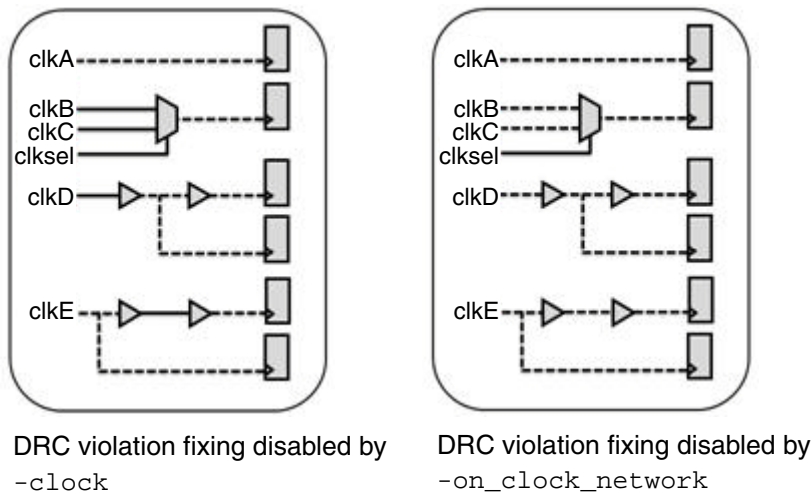 clkA
clkB
clkC
clksel
clkD
clkE
DRC violation fixing disabled by
-clock
clkA
clkB
clkC
clksel
clkD
clkE
DRC violation fixing disabled by
-on_clock_network